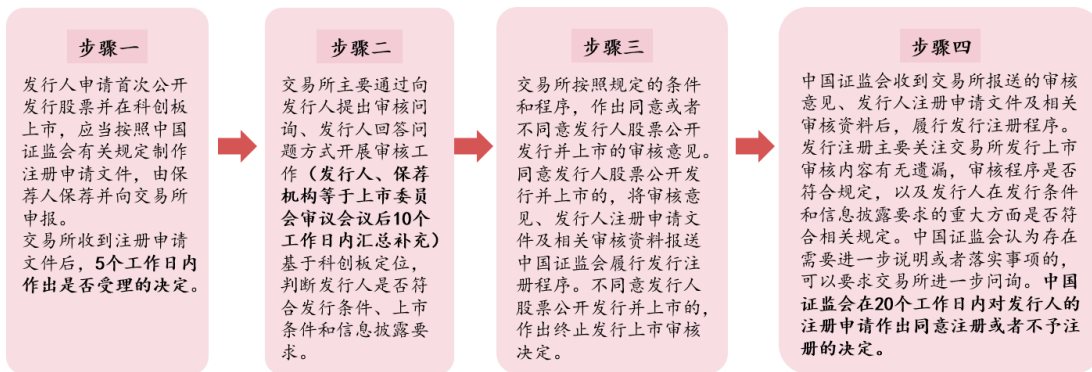 步骤一
发行人申请首次公开
发行股票并在科创板
上市，应当按照中国
证监会有关规定制作
注册申请文件，由保
荐人保荐并向交易所
申报。
交易所收到注册申请
文件后，5个工作日内
作出是否受理的决定。
步骤二
交易所主要通过向
发行人提出审核问
询、发行人回答问
题方式开展审核工
作（发行人、保荐
机构等于上市委员
会审议会议后10个
工作日内汇总补充）
基于科创板定位，
判断发行人是否符
合发行条件、上市
条件和信息披露要
求。
步骤三
交易所按照规定的条件
和程序，作出同意或者
不同意发行人股票公开
发行并上市的审核意见。
同意发行人股票公开发
行并上市的，将审核意
见、发行人注册申请文
件及相关审核资料报送
中国证监会履行发行注
册程序。不同意发行人
股票公开发行并上市的，
作出终止发行上市审核
决定。
步骤四
中国证监会收到交易所报送的审核
意见、发行人注册申请文件及相关
审核资料后，履行发行注册程序。
发行注册主要关注交易所发行上市
审核内容有无遗漏，审核程序是否
符合规定，以及发行人在发行条件
和信息披露要求的重大方面是否符
合相关规定。中国证监会认为存在
需要进一步说明或者落实事项的，
可以要求交易所进一步问询。中国
证监会在20个工作日内对发行人的
注册申请作出同意注册或者不予注
册的决定。